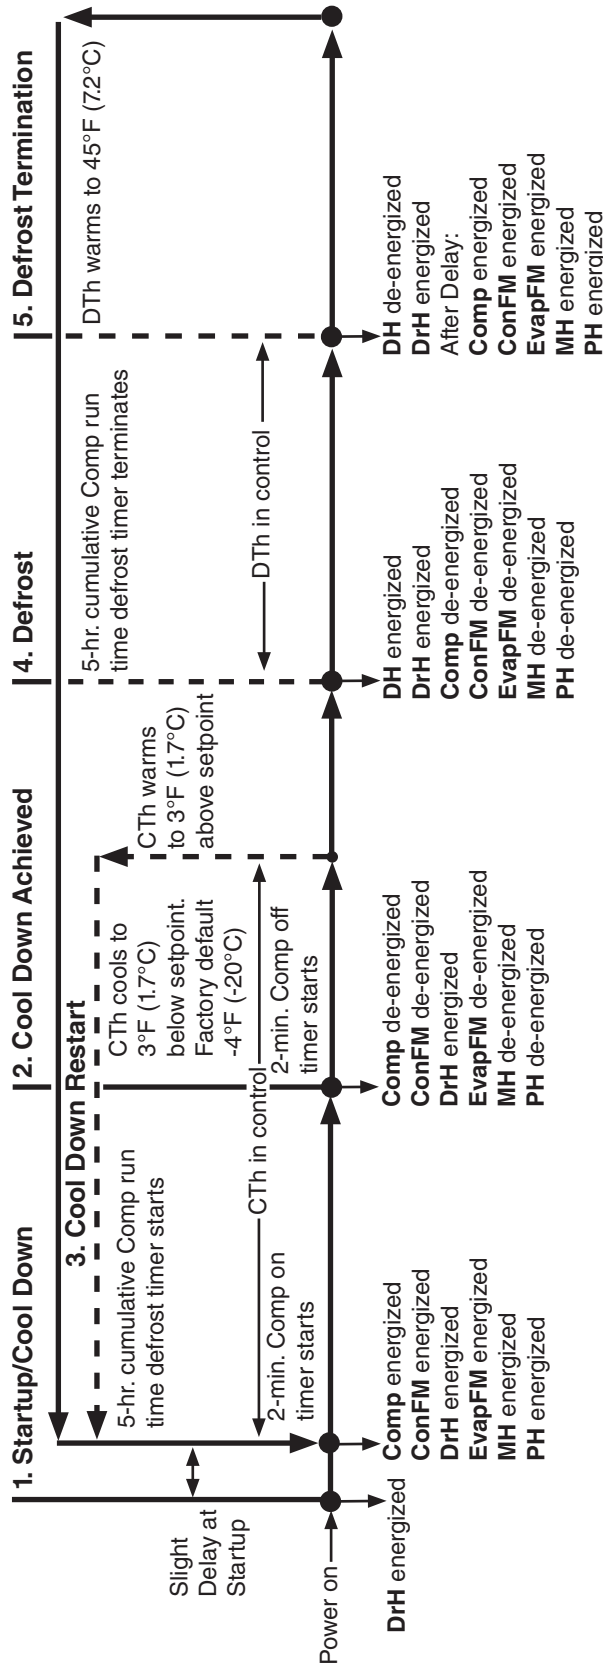 1. Startup/Cool Down
2. Cool Down Achieved
4. Defrost
5. Defrost Termination
3. Cool Down Restart
5-hr. cumulative Comp run
time defrost timer starts
CTh cools to
3°F (1.7°C)
below setpoint.
Factory default
-4°F (-20°C)
CTh warms
to 3°F (1.7°C)
above setpoint
5-hr. cumulative Comp run
time defrost timer terminates
DTh warms to 45°F (7.2°C)
Slight
Delay at
Startup
CTh in control
DTh in control
2-min. Comp on
timer starts
2-min. Comp off
timer starts
Power on
DrH energized
Comp energized
ConFM energized
DrH energized
EvapFM energized
MH energized
PH energized
Comp de-energized
ConFM de-energized
DrH energized
EvapFM de-energized
MH de-energized
PH de-energized
DH energized
DrH energized
Comp de-energized
ConFM de-energized
EvapFM de-energized
MH de-energized
PH de-energized
DH de-energized
DrH energized
After Delay:
Comp energized
ConFM energized
EvapFM energized
MH energized
PH energized